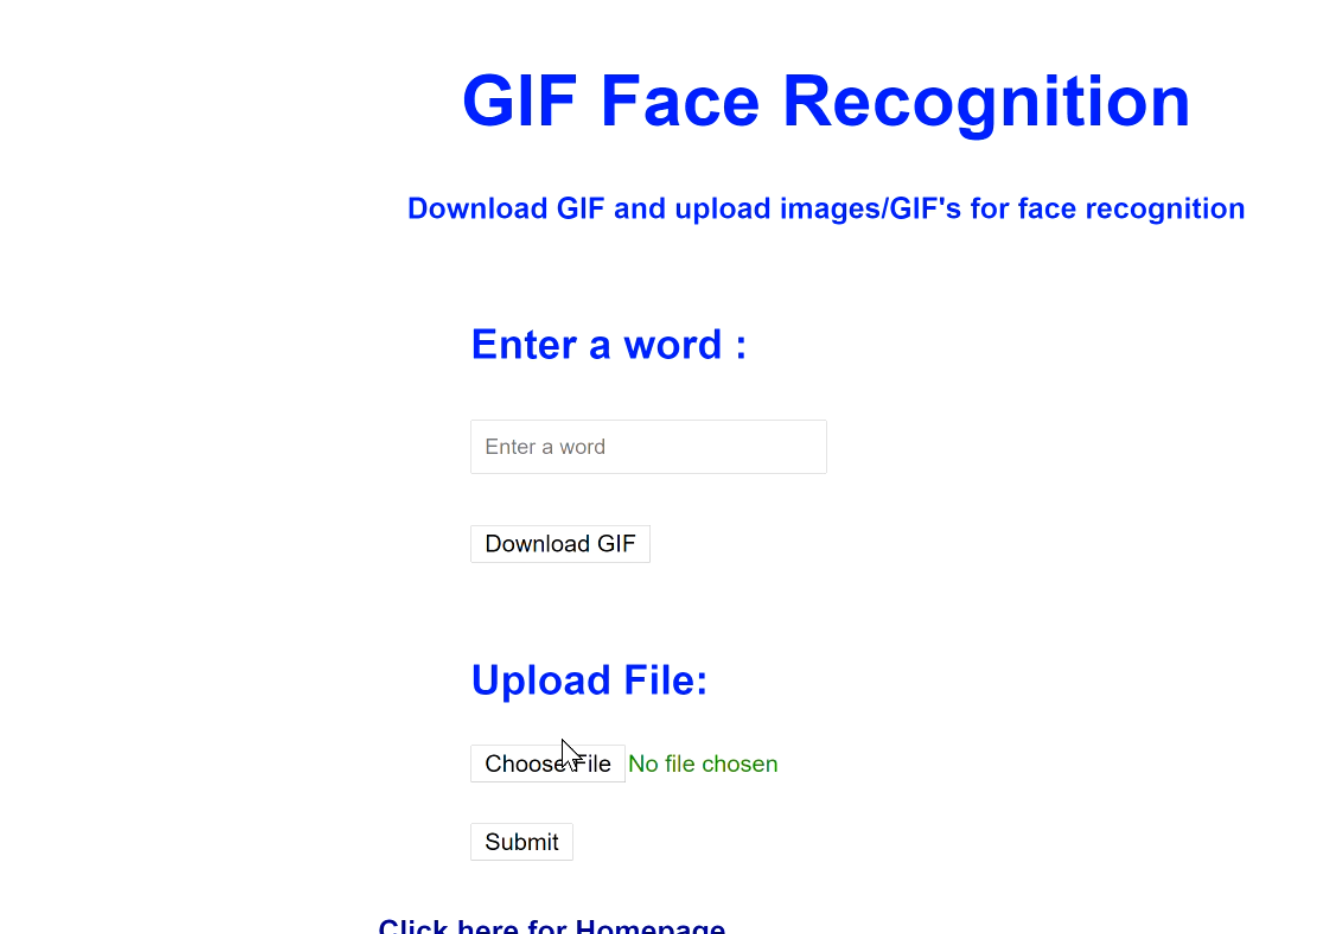 GIF Face Recognition
Download GIF and upload images/GIF's for face recognition
Enter a word :
Enter a word
Download GIF
Upload File:
Choose File No file chosen
Submit
Click here for Homepage